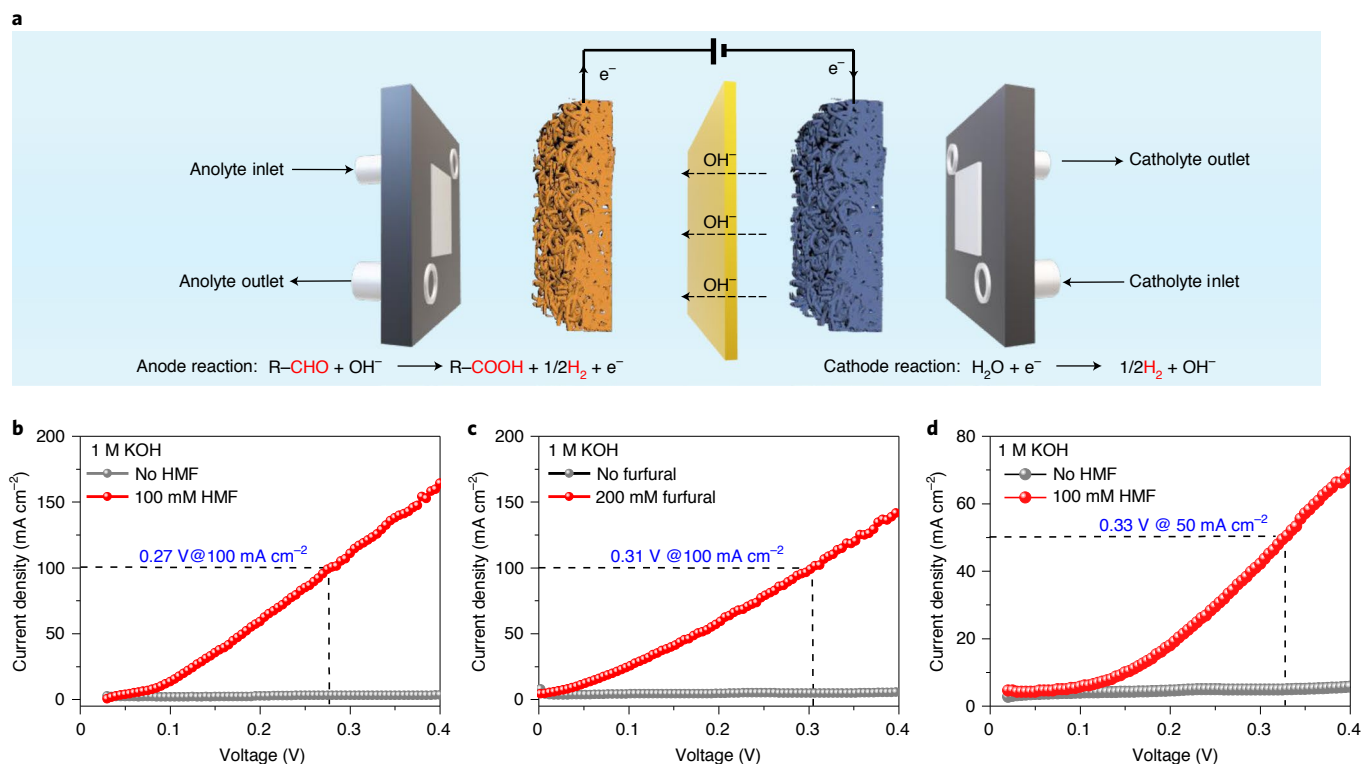 a
e⁻
e⁻
OH⁻
OH⁻
OH⁻
Anolyte inlet
Anolyte outlet
Catholyte outlet
Catholyte inlet
Anode reaction: R–CHO + OH⁻ ⟶ R–COOH + 1/2H₂ + e⁻
Cathode reaction: H₂O + e⁻ ⟶ 1/2H₂ + OH⁻
b
200
150
100
50
0
Current density (mA cm⁻²)
1 M KOH
No HMF
100 mM HMF
0.27 V@100 mA cm⁻²
0 0.1 0.2 0.3 0.4
Voltage (V)
c
200
150
100
50
0
Current density (mA cm⁻²)
1 M KOH
No furfural
200 mM furfural
0.31 V@100 mA cm⁻²
0 0.1 0.2 0.3 0.4
Voltage (V)
d
80
60
40
20
0
Current density (mA cm⁻²)
1 M KOH
No HMF
100 mM HMF
0.33 V @ 50 mA cm⁻²
0 0.1 0.2 0.3 0.4
Voltage (V)